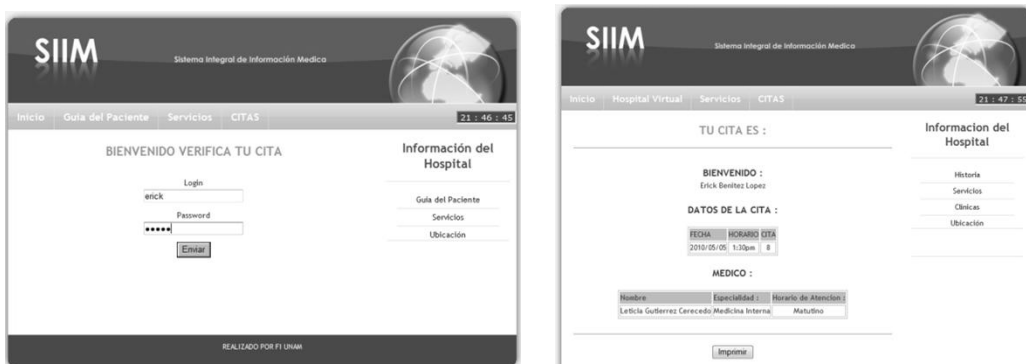 SIIM
Sistema Integral de Información Medica
Inicio Guía del Paciente Servicios CITAS 21 : 46 : 45
BIENVENIDO VERIFICA TU CITA
Login
erick
Password
•••••
Enviar
Información del
Hospital
Guía del Paciente
Servicios
Ubicación
REALIZADO POR FI UNAM
SIIM
Sistema Integral de Información Medica
Inicio Hospital Virtual Servicios CITAS 21 : 47 : 59
TU CITA ES :
BIENVENIDO :
Erick Benitez Lopez
DATOS DE LA CITA :
FECHA HORARIO CITA
2010/05/05 1:30pm 8
MEDICO :
Nombre Especialidad : Horario de Atencion :
Leticia Gutierrez Cerecedo Medicina Interna Matutino
Imprimir
Informacion del
Hospital
Historia
Servicios
Clinicas
Ubicación